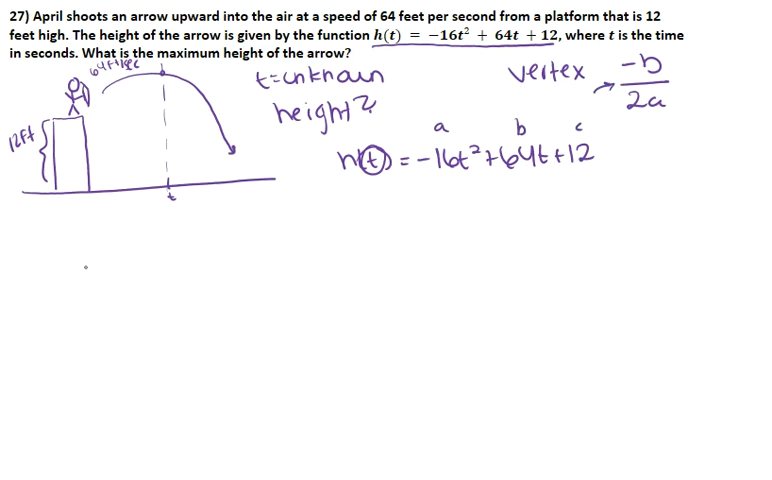 27) April shoots an arrow upward into the air at a speed of 64 feet per second from a platform that is 12
feet high. The height of the arrow is given by the function h(t) = −16t² + 64t + 12, where t is the time
in seconds. What is the maximum height of the arrow?
64ft/sec
t=unknown
vertex → -b/2a
height?
12ft
a b c
h(t) = -16t²+64t+12
t